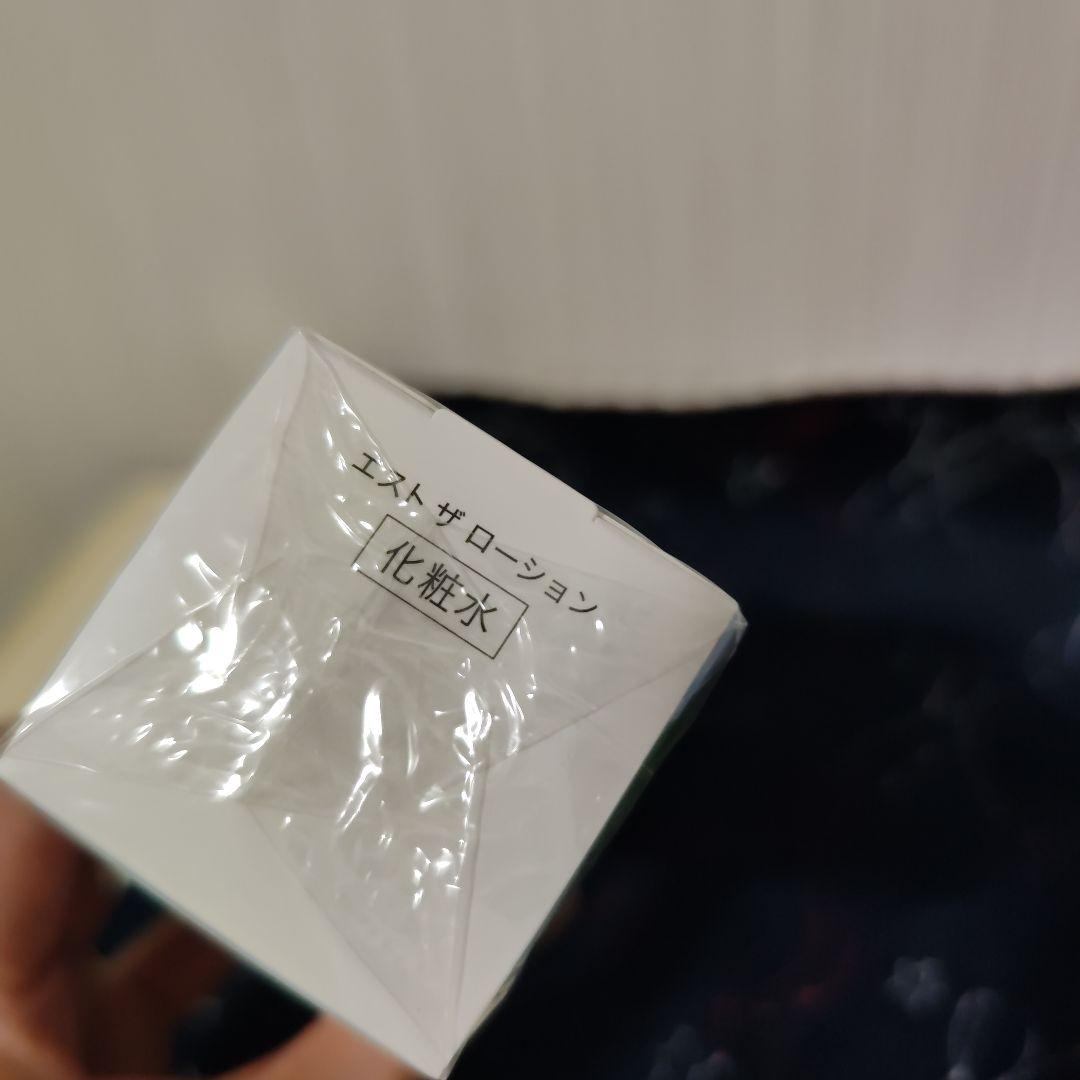 エスト ザ ローション
化粧水